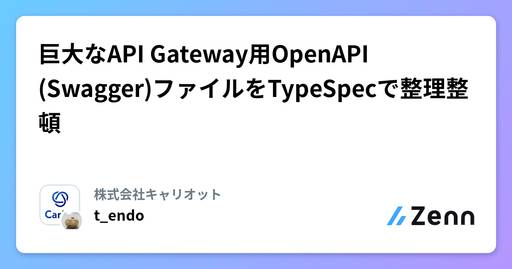 巨大なAPI Gateway用OpenAPI
(Swagger)ファイルをTypeSpecで整理整
頓
株式会社キャリオット
t_endo
Zenn